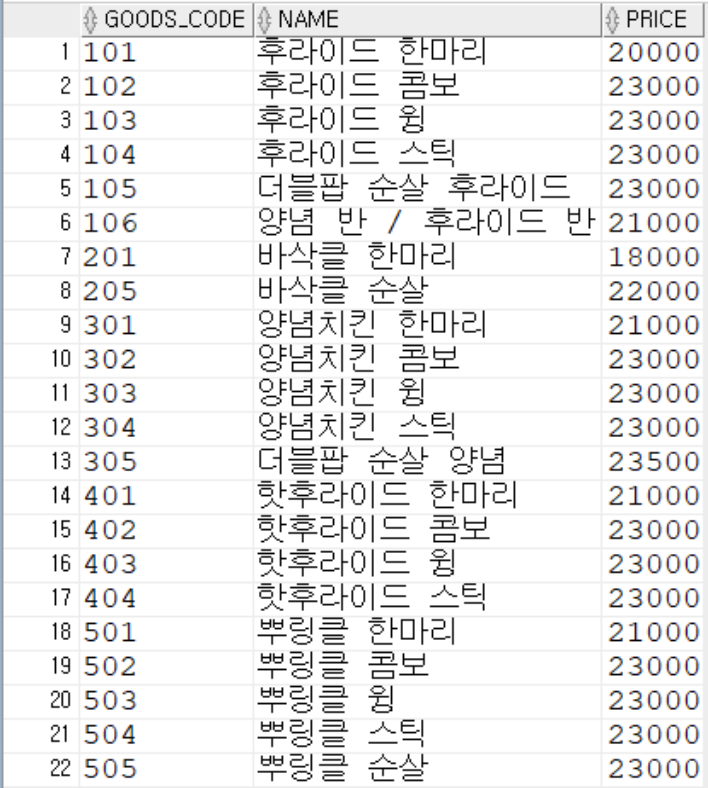 GOODS_CODE NAME PRICE
1 101 후라이드 한마리 20000
2 102 후라이드 콤보 23000
3 103 후라이드 윙 23000
4 104 후라이드 스틱 23000
5 105 더블팝 순살 후라이드 23000
6 106 양념 반 / 후라이드 반 21000
7 201 바삭클 한마리 18000
8 205 바삭클 순살 22000
9 301 양념치킨 한마리 21000
10 302 양념치킨 콤보 23000
11 303 양념치킨 윙 23000
12 304 양념치킨 스틱 23000
13 305 더블팝 순살 양념 23500
14 401 핫후라이드 한마리 21000
15 402 핫후라이드 콤보 23000
16 403 핫후라이드 윙 23000
17 404 핫후라이드 스틱 23000
18 501 뿌링클 한마리 21000
19 502 뿌링클 콤보 23000
20 503 뿌링클 윙 23000
21 504 뿌링클 스틱 23000
22 505 뿌링클 순살 23000